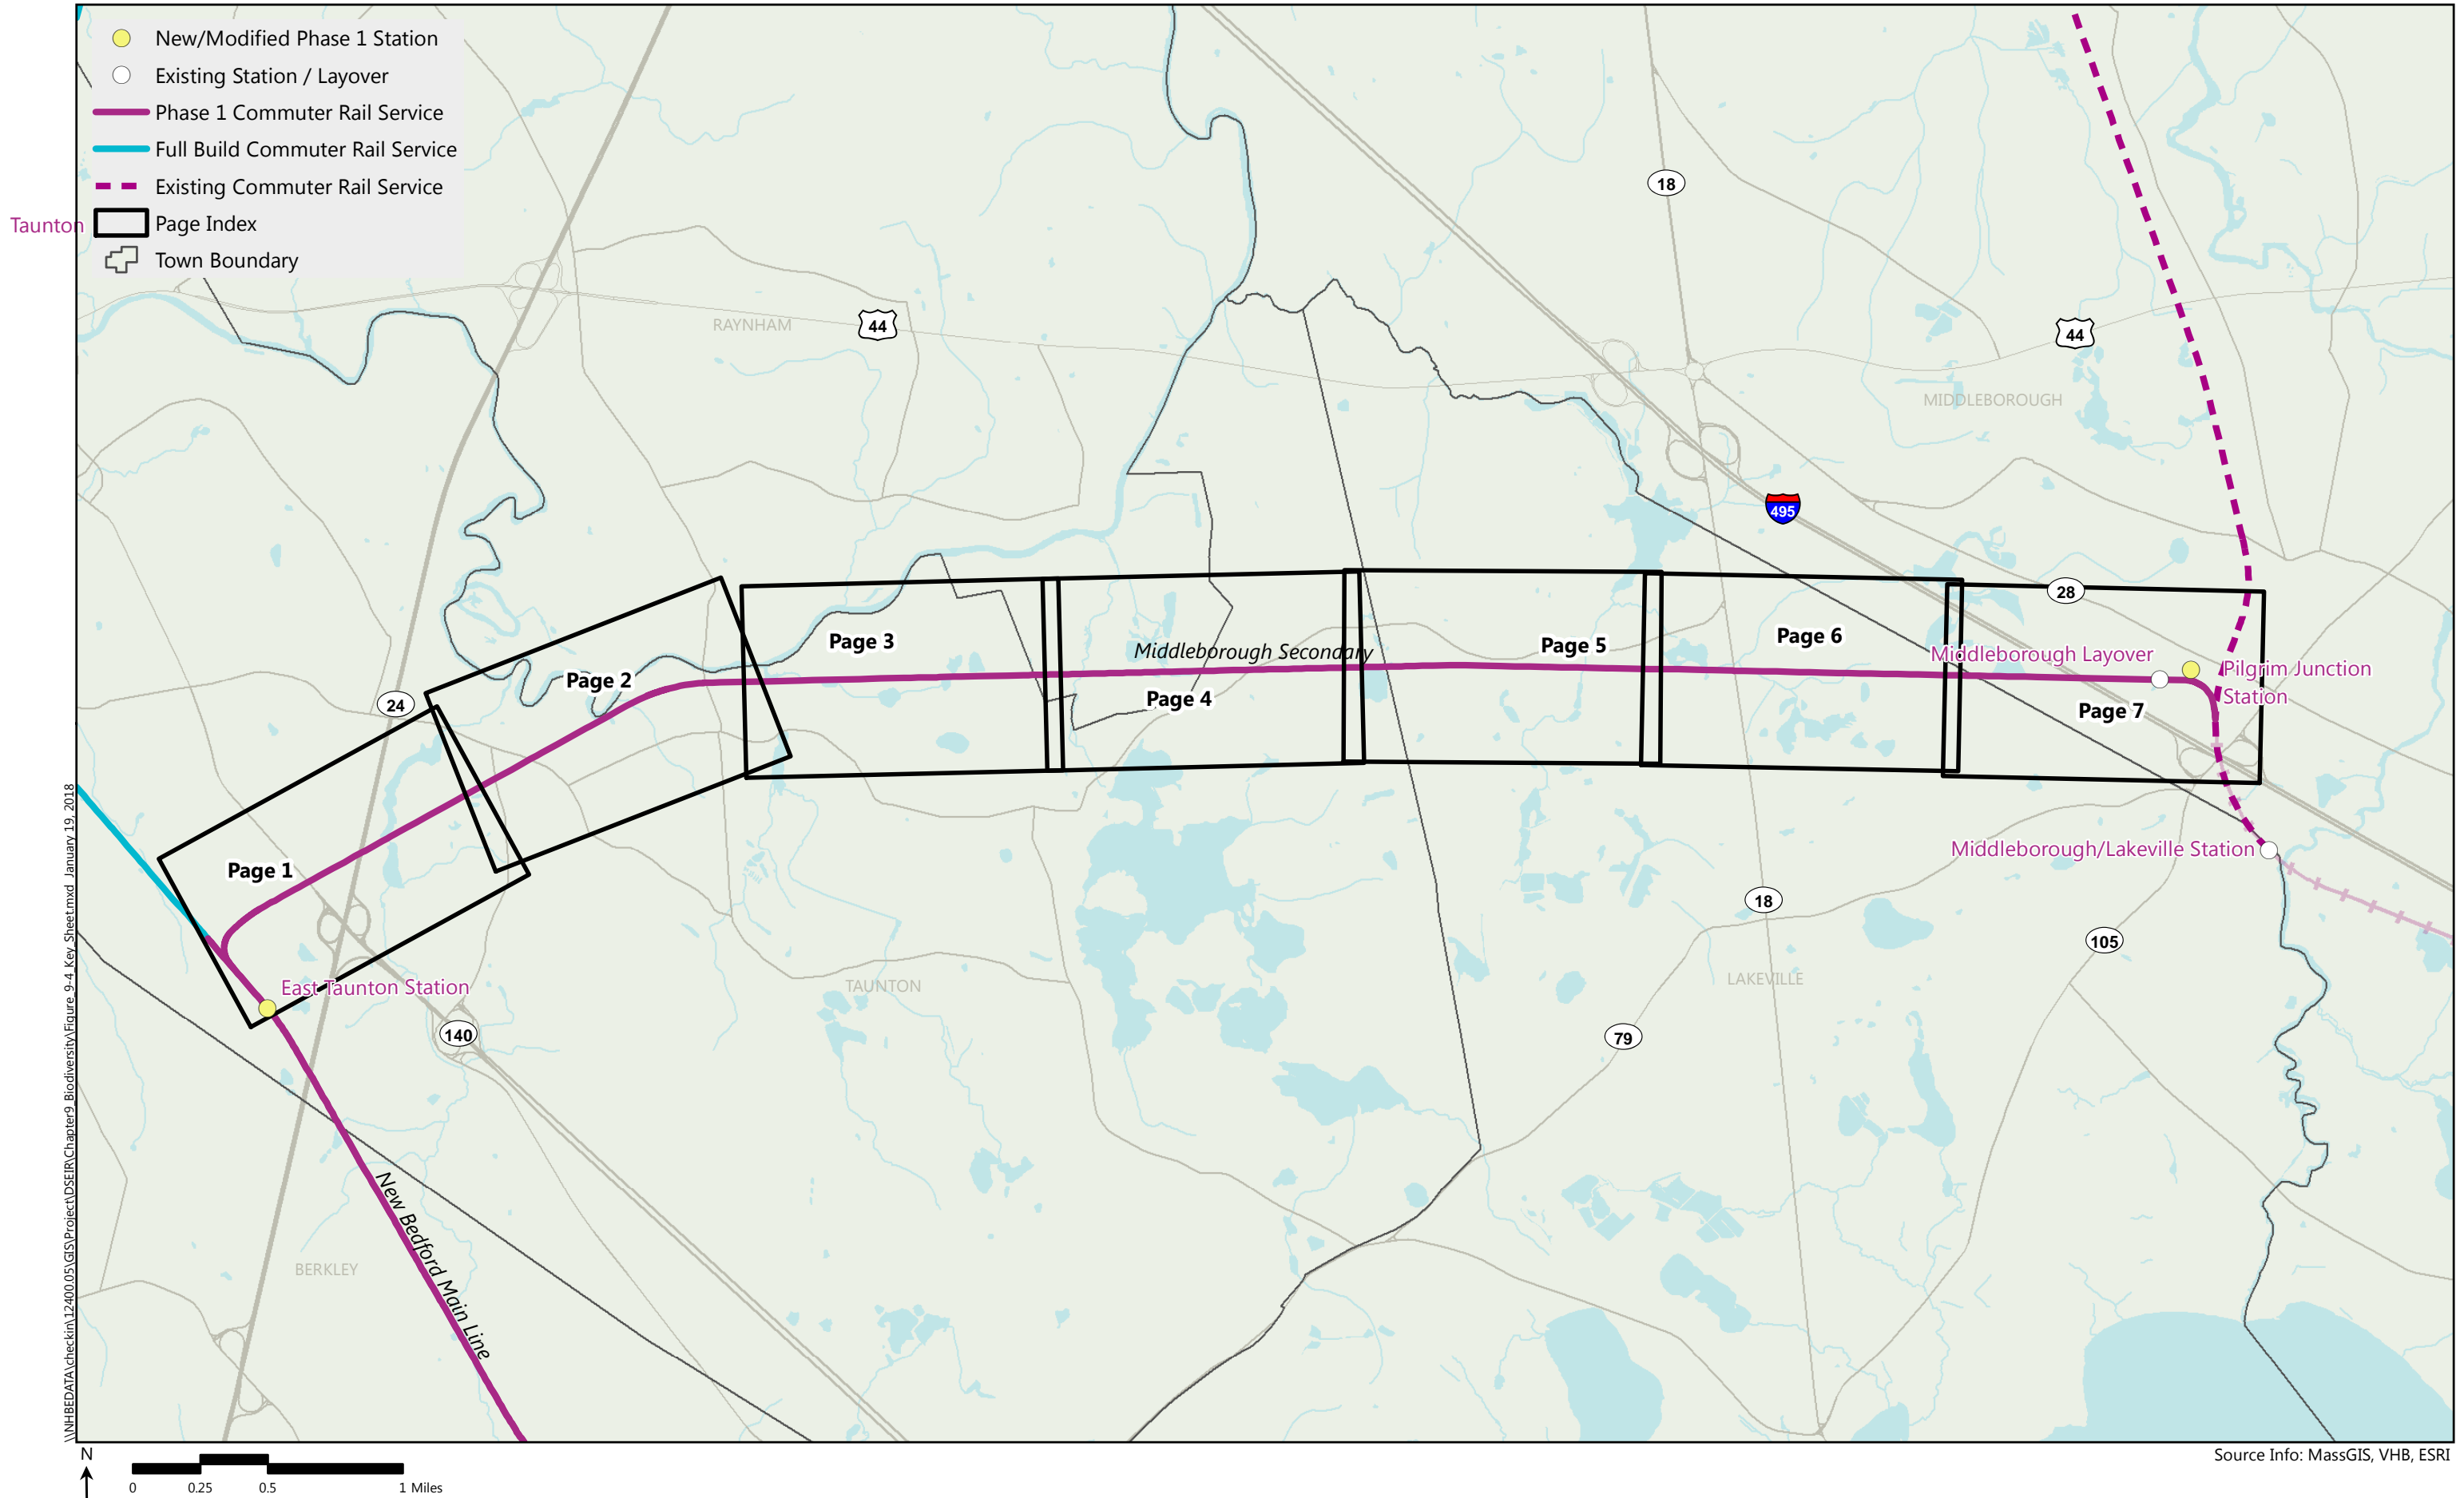 New/Modified Phase 1 Station
Existing Station / Layover
Phase 1 Commuter Rail Service
Full Build Commuter Rail Service
Existing Commuter Rail Service
Page Index
Town Boundary
Taunton
18
RAYNHAM
44
44
MIDDLEBOROUGH
495
28
Page 3
Page 6
Page 5
Middleborough Secondary
Middleborough Layover
Pilgrim Junction
Station
Page 2
Page 4
24
Page 7
Middleborough/Lakeville Station
Page 1
18
105
LAKEVILLE
East Taunton Station
TAUNTON
140
79
New Bedford Main Line
BERKLEY
\\NHBEDATA\checkin\12400.05\GIS\Project\DSEIR\Chapter9_Biodiversity\Figure_9-4_Key_Sheet.mxd January 19, 2018
N
0 0.25 0.5 1 Miles
Source Info: MassGIS, VHB, ESRI